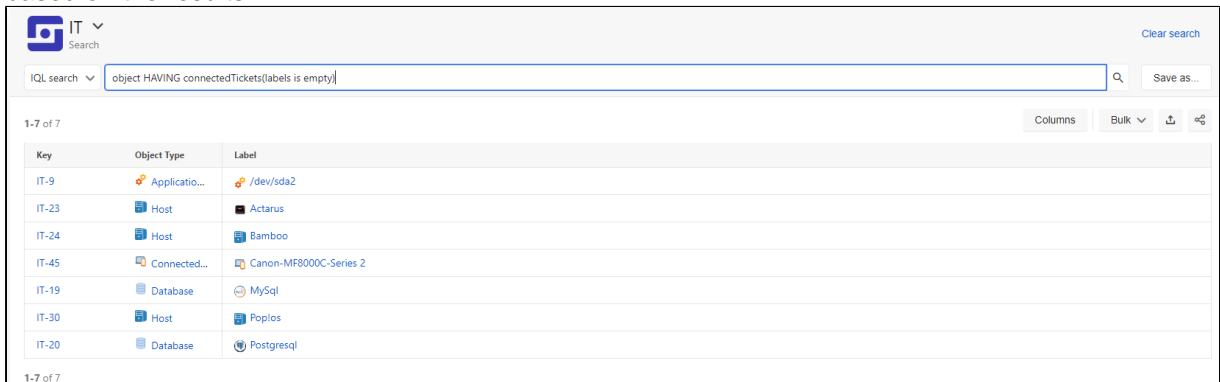 IT
Search
Clear search
IQL search object HAVING connectedTickets(labels is empty) Save as...
1-7 of 7 Columns Bulk
Key Object Type Label
IT-9 Applicatio... /dev/sda2
IT-23 Host Actarus
IT-24 Host Bamboo
IT-45 Connected... Canon-MF8000C-Series 2
IT-19 Database MySql
IT-30 Host Poplos
IT-20 Database Postgresql
1-7 of 7